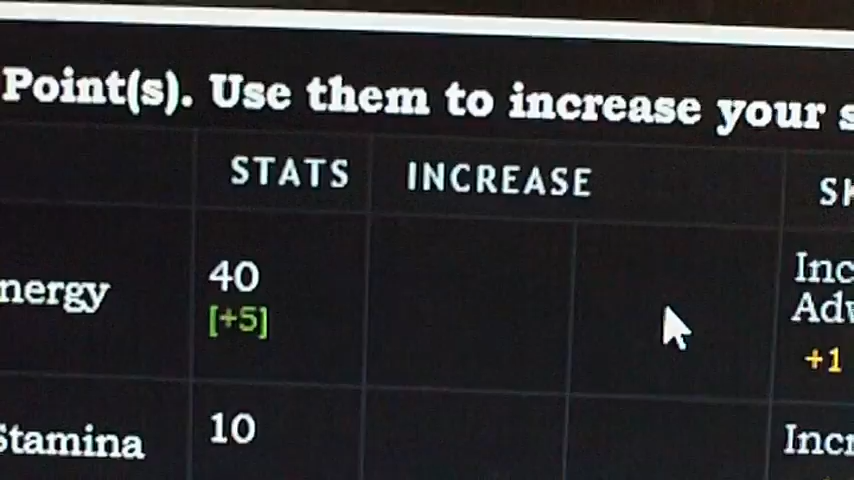 Point(s). Use them to increase your
STATS INCREASE
40
[+5]
+1
Stamina 10